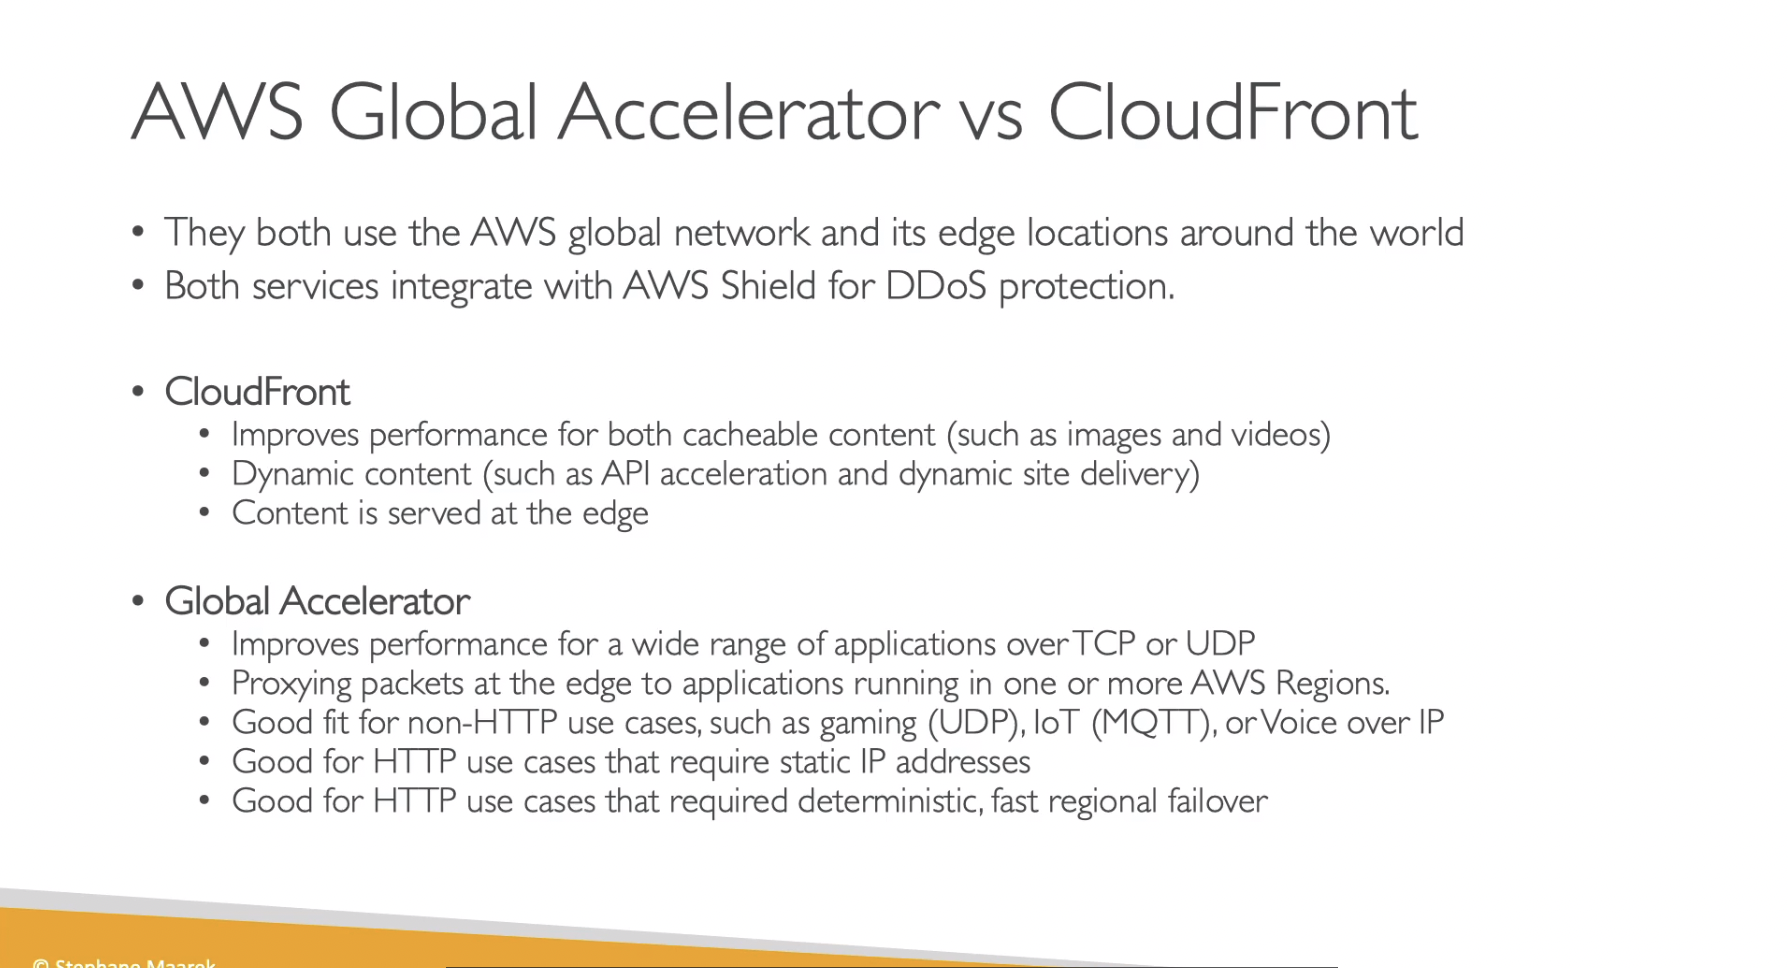 AWS Global Accelerator vs CloudFront
• They both use the AWS global network and its edge locations around the world
• Both services integrate with AWS Shield for DDoS protection.
• CloudFront
• Improves performance for both cacheable content (such as images and videos)
• Dynamic content (such as API acceleration and dynamic site delivery)
• Content is served at the edge
• Global Accelerator
• Improves performance for a wide range of applications over TCP or UDP
• Proxying packets at the edge to applications running in one or more AWS Regions.
• Good fit for non-HTTP use cases, such as gaming (UDP), IoT (MQTT), or Voice over IP
• Good for HTTP use cases that require static IP addresses
• Good for HTTP use cases that required deterministic, fast regional failover
© Stephane Maarek